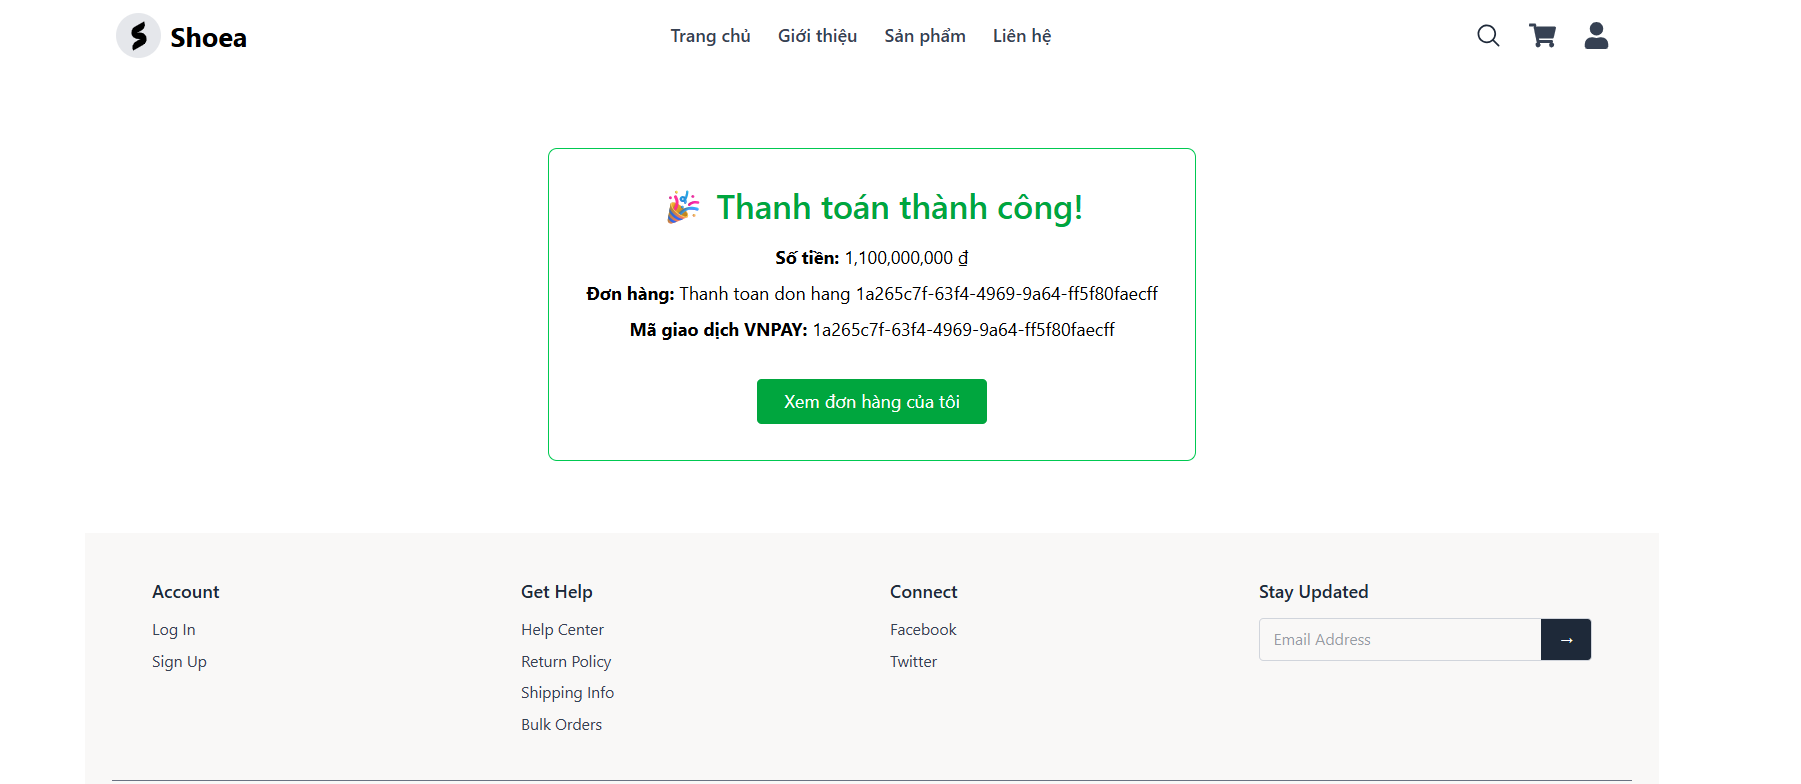 Shoea
Trang chủ Giới thiệu Sản phẩm Liên hệ
Thanh toán thành công!
Số tiền: 1,100,000,000 ₫
Đơn hàng: Thanh toan don hang 1a265c7f-63f4-4969-9a64-ff5f80faecff
Mã giao dịch VNPAY: 1a265c7f-63f4-4969-9a64-ff5f80faecff
Xem đơn hàng của tôi
Account
Log In
Sign Up
Get Help
Help Center
Return Policy
Shipping Info
Bulk Orders
Connect
Facebook
Twitter
Stay Updated
Email Address →